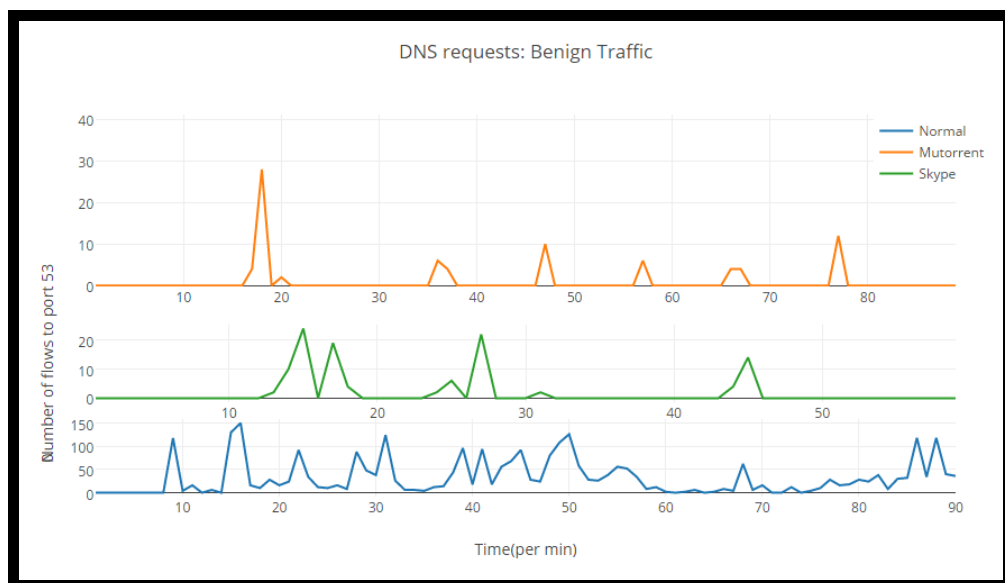 DNS requests: Benign Traffic
Normal
Mutorrent
Skype
40
30
20
10
0
10 20 30 40 50 60 70 80
20
10
0
10 20 30 40 50
150
100
50
0
10 20 30 40 50 60 70 80 90
Number of flows to port 53
Time(per min)